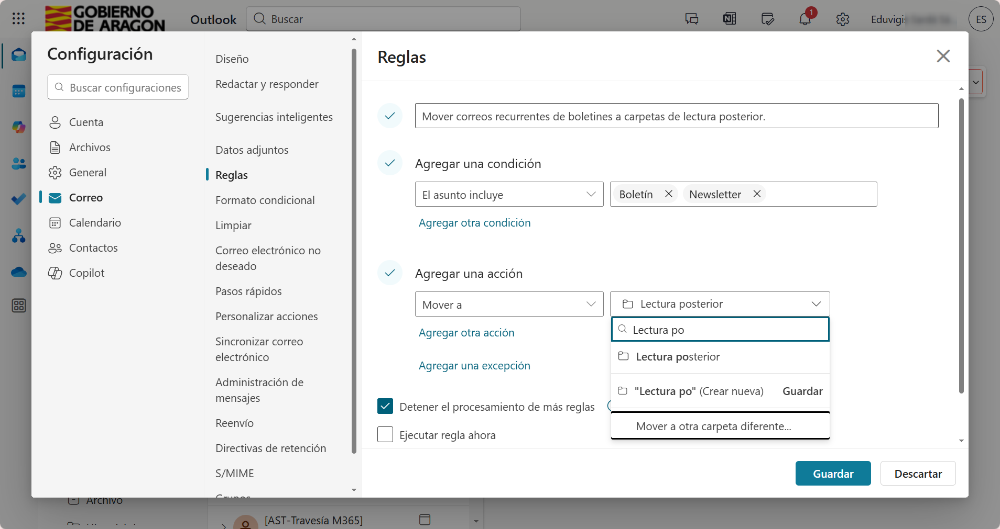 GOBIERNO
DE ARAGON
Outlook
Buscar
1
Eduvigis
ES
Configuración
Buscar configuraciones
Cuenta
Archivos
General
Correo
Calendario
Contactos
Copilot
Diseño
Redactar y responder
Sugerencias inteligentes
Datos adjuntos
Reglas
Formato condicional
Limpiar
Correo electrónico no
deseado
Pasos rápidos
Personalizar acciones
Sincronizar correo
electrónico
Administración de
mensajes
Reenvío
Directivas de retención
S/MIME
Grupos
Reglas
Mover correos recurrentes de boletines a carpetas de lectura posterior.
Agregar una condición
El asunto incluye
Boletín
Newsletter
Agregar otra condición
Agregar una acción
Mover a
Lectura posterior
Agregar otra acción
Lectura po
Lectura posterior
Agregar una excepción
"Lectura po" (Crear nueva) Guardar
Detener el procesamiento de más reglas
Mover a otra carpeta diferente...
Ejecutar regla ahora
Guardar
Descartar
Archivo
[AST-Travesía M365]